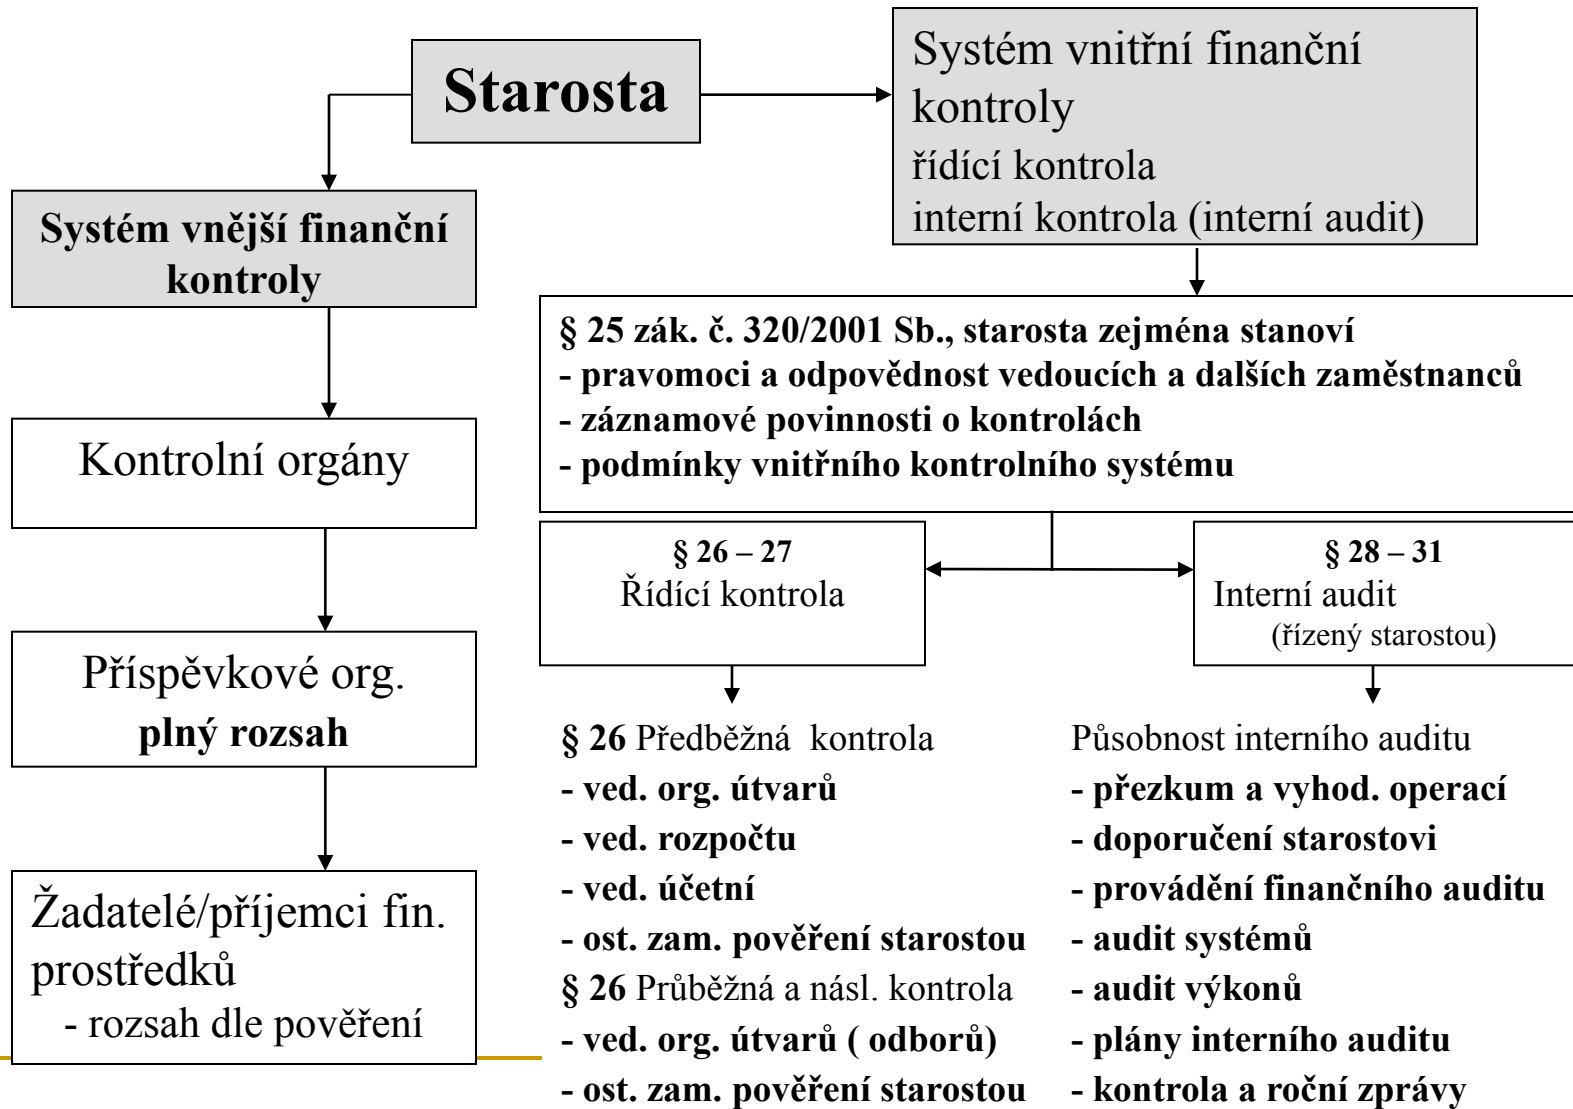 Starosta
Systém vnitřní finanční
kontroly
řídící kontrola
interní kontrola (interní audit)
Systém vnější finanční
kontroly
Kontrolní orgány
Příspěvkové org.
plný rozsah
Žadatelé/příjemci fin.
prostředků
- rozsah dle pověření
§ 25 zák. č. 320/2001 Sb., starosta zejména stanoví
- pravomoci a odpovědnost vedoucích a dalších zaměstnanců
- záznamové povinnosti o kontrolách
- podmínky vnitřního kontrolního systému
§ 26 – 27
Řídící kontrola
§ 28 – 31
Interní audit
(řízený starostou)
§ 26 Předběžná kontrola
- ved. org. útvarů
- ved. rozpočtu
- ved. účetní
- ost. zam. pověření starostou
§ 26 Průběžná a násl. kontrola
- ved. org. útvarů ( odborů)
- ost. zam. pověření starostou
Působnost interního auditu
- přezkum a vyhod. operací
- doporučení starostovi
- provádění finančního auditu
- audit systémů
- audit výkonů
- plány interního auditu
- kontrola a roční zprávy